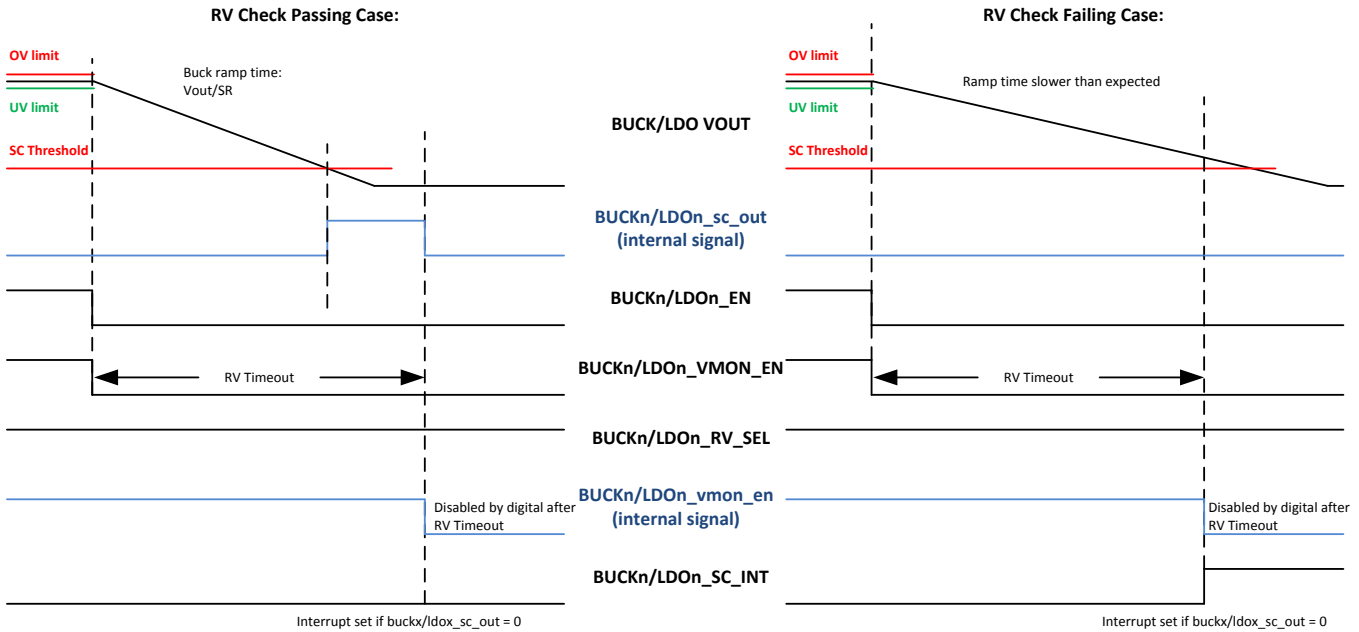 RV Check Passing Case:
RV Check Failing Case:
OV limit
Buck ramp time:
Vout/SR
UV limit
SC Threshold
BUCK/LDO VOUT
OV limit
Ramp time slower than expected
UV limit
SC Threshold
BUCKn/LDOn_sc_out
(internal signal)
BUCKn/LDOn_EN
RV Timeout
BUCKn/LDOn_VMON_EN
RV Timeout
BUCKn/LDOn_RV_SEL
BUCKn/LDOn_vmon_en
(internal signal)
Disabled by digital after
RV Timeout
Disabled by digital after
RV Timeout
BUCKn/LDOn_SC_INT
Interrupt set if buckx/ldox_sc_out = 0
Interrupt set if buckx/ldox_sc_out = 0